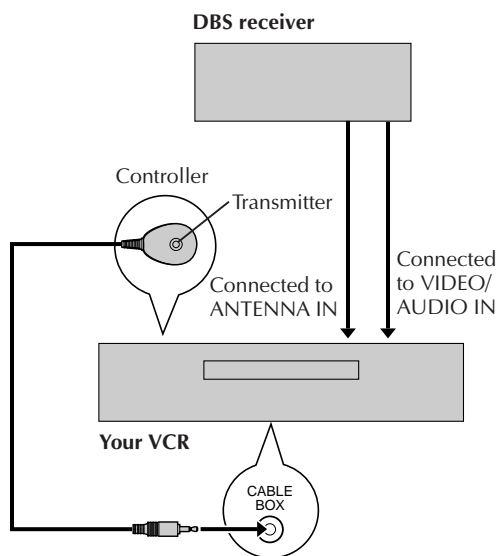 DBS receiver
Controller
Transmitter
Connected to
ANTENNA IN
Connected
to VIDEO/
AUDIO IN
Your VCR
CABLE
BOX